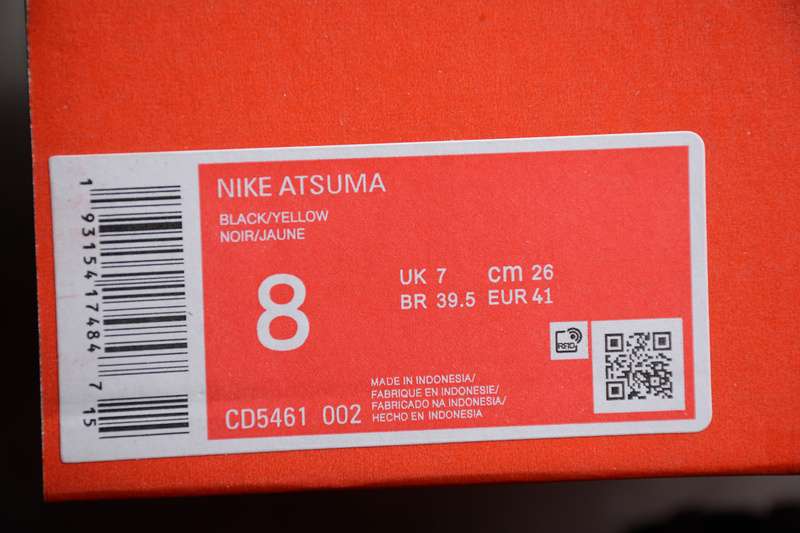 NIKE ATSUMA
BLACK/YELLOW
NOIR/JAUNE
8
UK 7 cm 26
BR 39.5 EUR 41
RFID
CD5461 002
MADE IN INDONESIA/
FABRIQUE EN INDONESIE/
FABRICADO NA INDONESIA/
HECHO EN INDONESIA
1 93154 17484 7 15